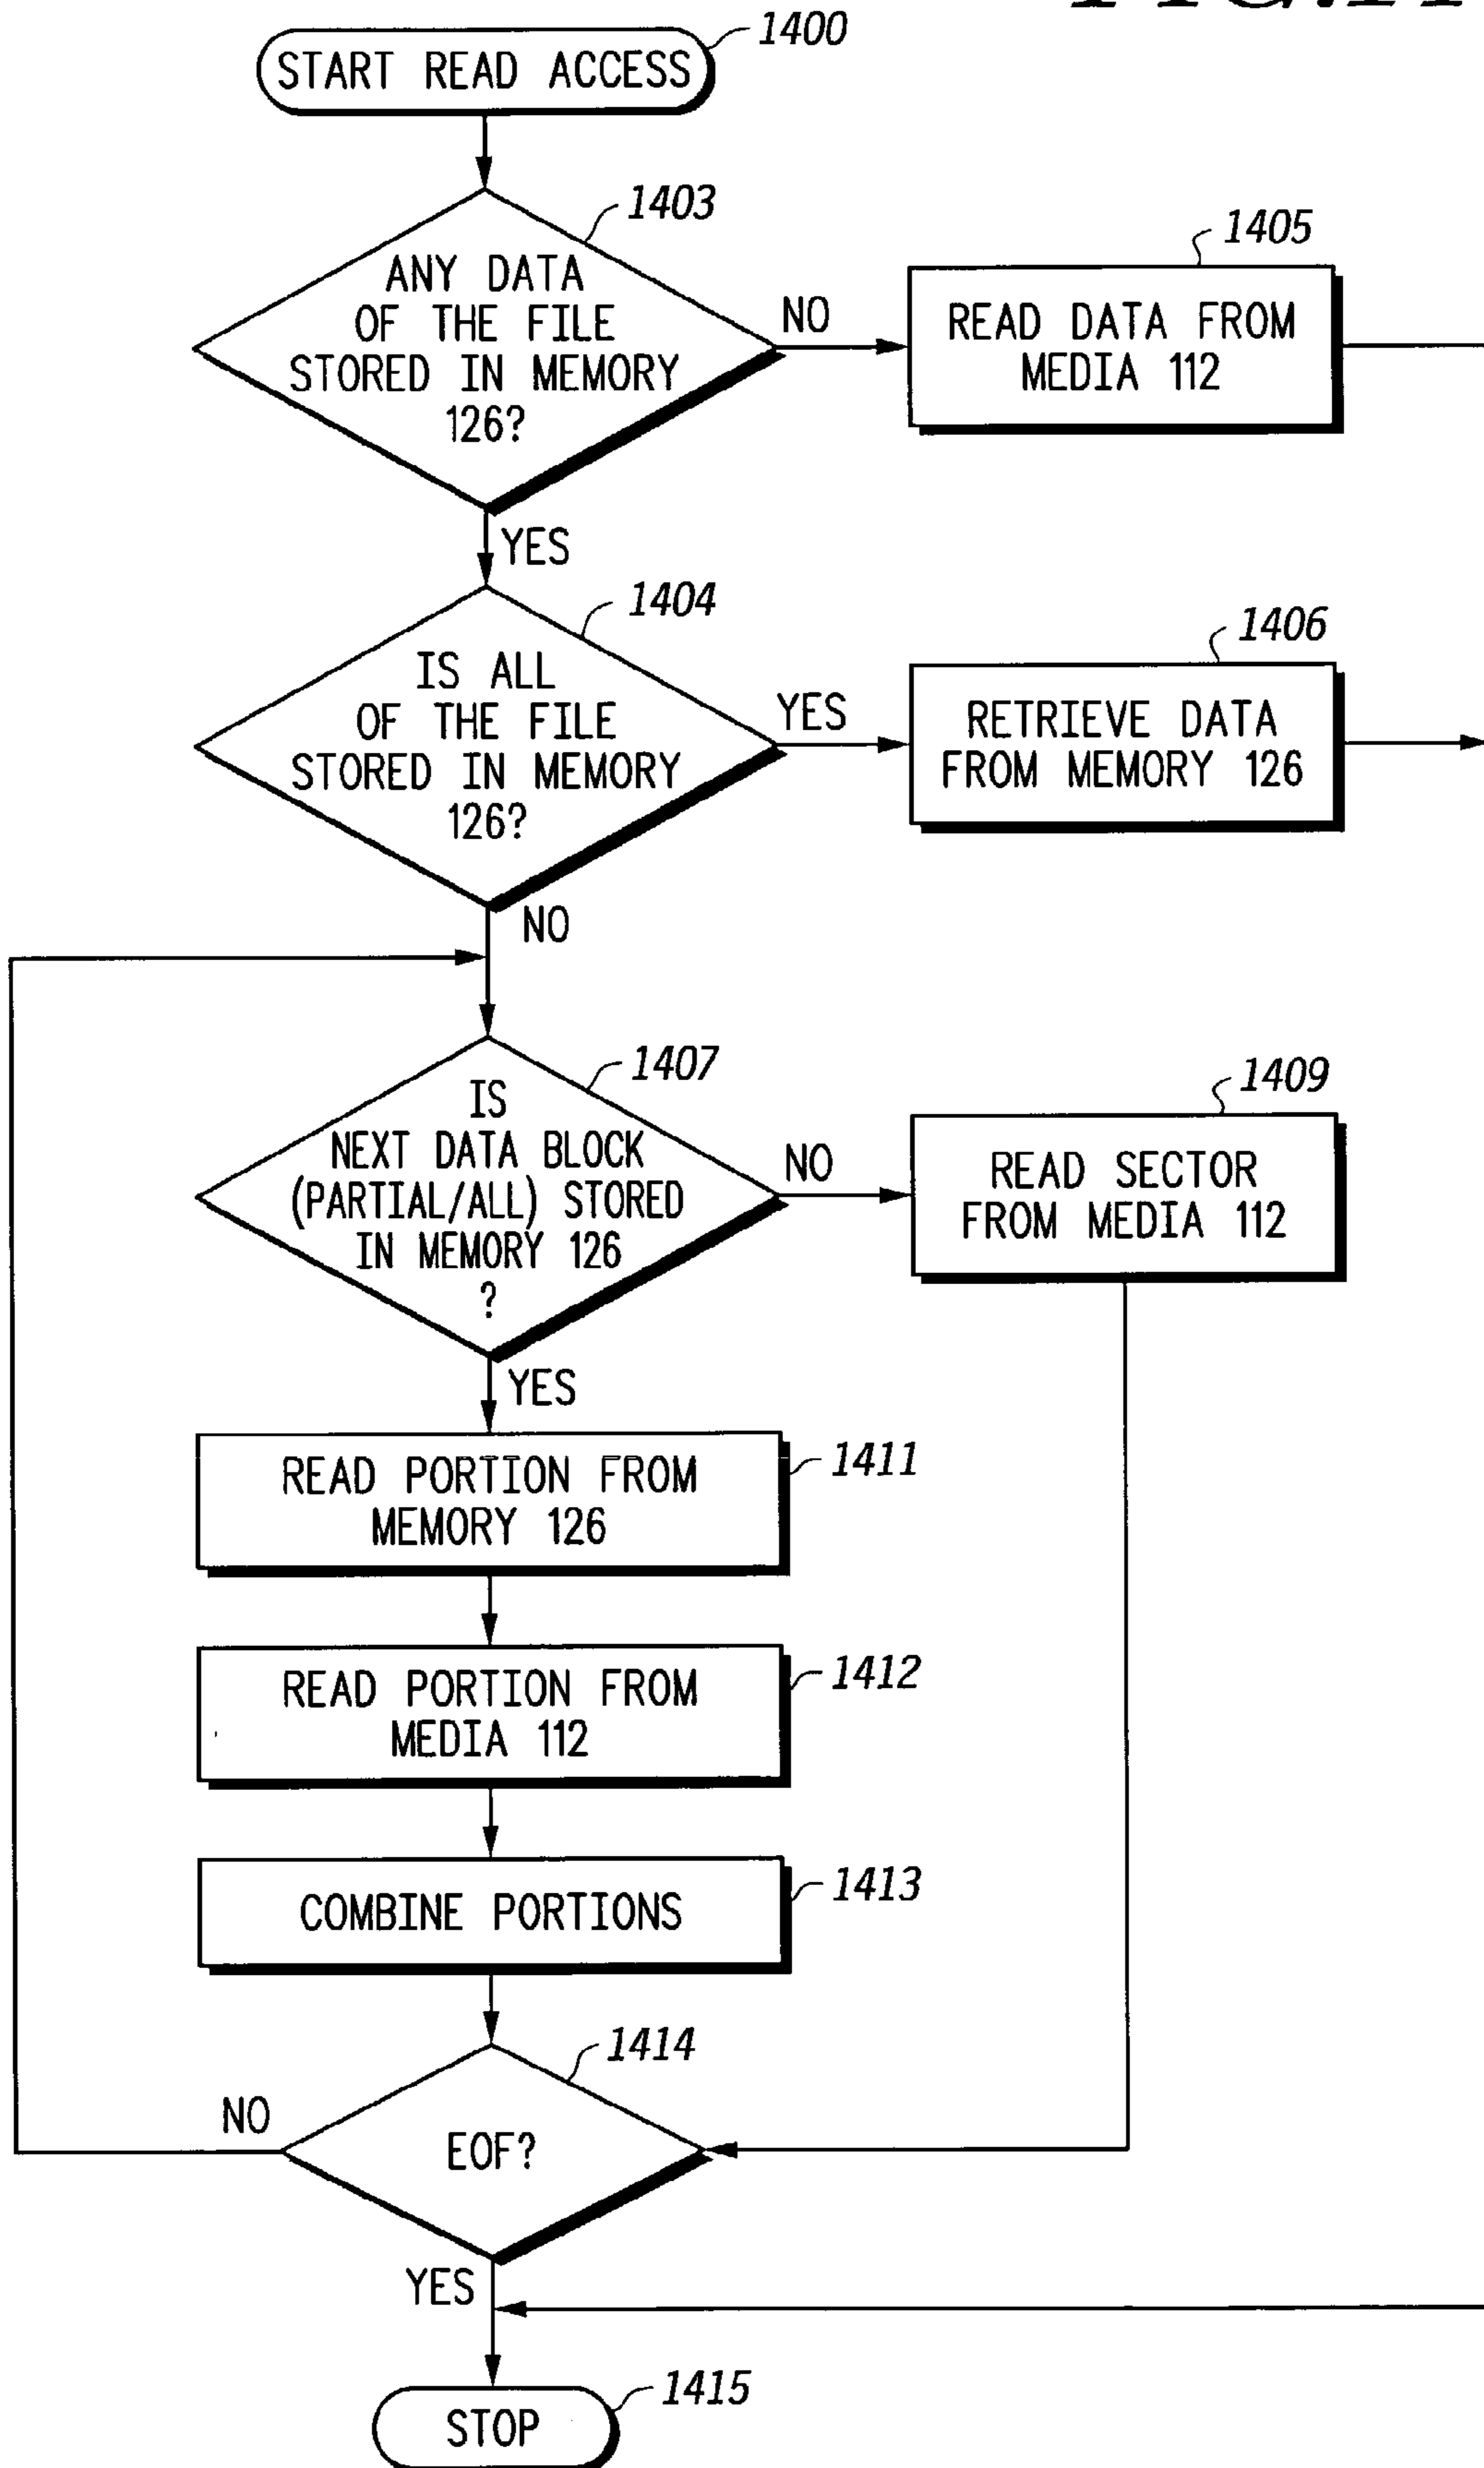 1400
START READ ACCESS
1403
ANY DATA
OF THE FILE
STORED IN MEMORY
126?
NO
1405
READ DATA FROM
MEDIA 112
YES
1404
IS ALL
OF THE FILE
STORED IN MEMORY
126?
YES
1406
RETRIEVE DATA
FROM MEMORY 126
NO
1407
IS
NEXT DATA BLOCK
(PARTIAL/ALL) STORED
IN MEMORY 126
?
NO
1409
READ SECTOR
FROM MEDIA 112
YES
1411
READ PORTION FROM
MEMORY 126
1412
READ PORTION FROM
MEDIA 112
1413
COMBINE PORTIONS
1414
NO
EOF?
YES
1415
STOP